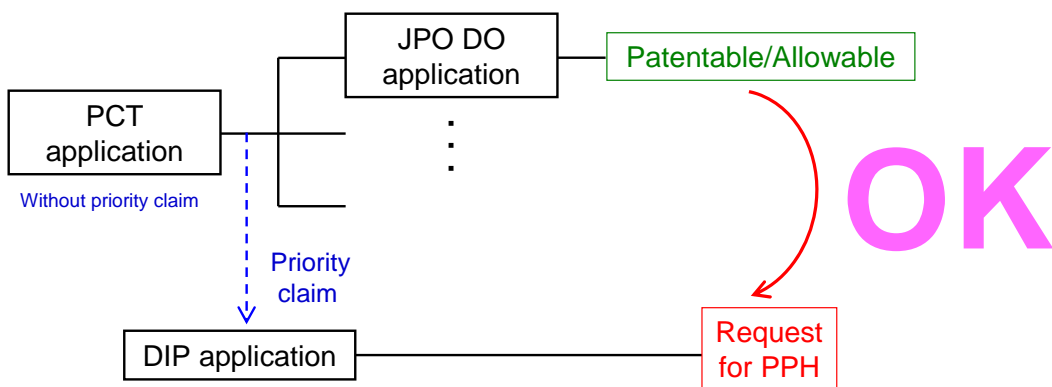 JPO DO
application
Patentable/Allowable
PCT
application
Without priority claim
OK
Priority
claim
DIP application
Request
for PPH